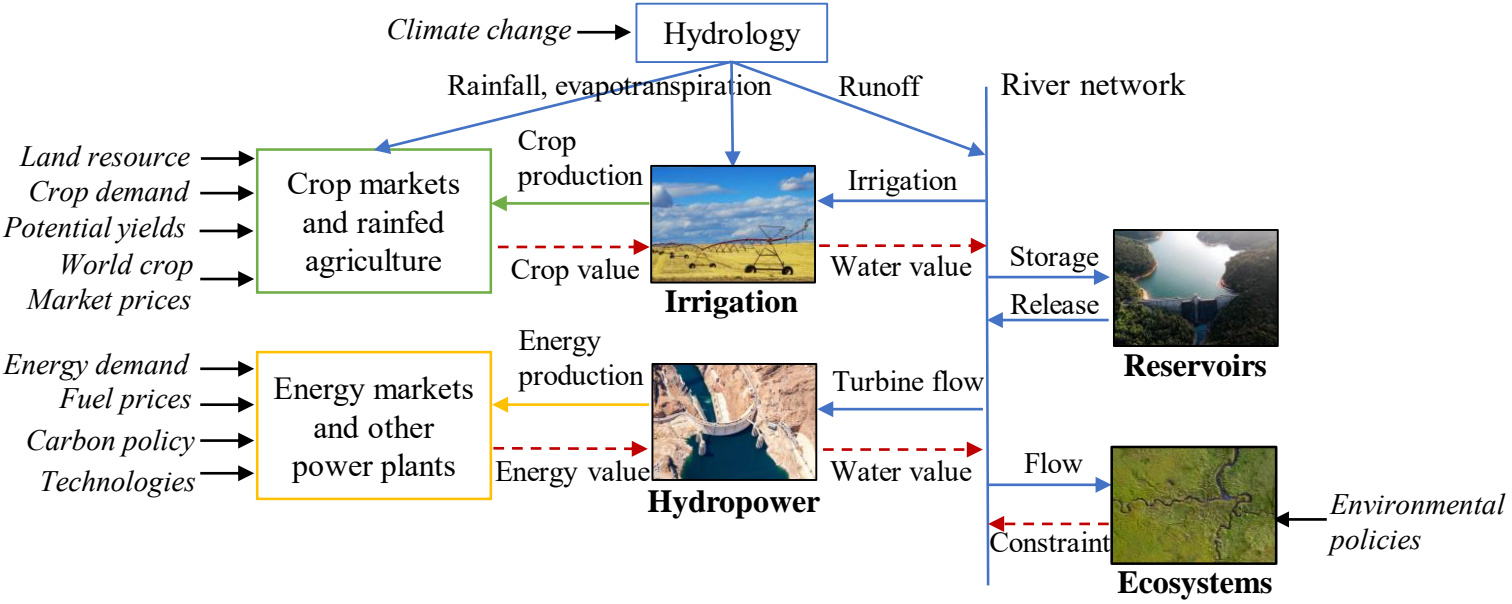 Climate change
Hydrology
Rainfall, evapotranspiration
Runoff
River network
Land resource
Crop demand
Potential yields
World crop
Market prices
Crop markets
and rainfed
agriculture
Crop
production
Crop value
Irrigation
Irrigation
Water value
Storage
Release
Reservoirs
Energy demand
Fuel prices
Carbon policy
Technologies
Energy markets
and other
power plants
Energy
production
Energy value
Hydropower
Turbine flow
Water value
Flow
Constraint
Ecosystems
Environmental
policies